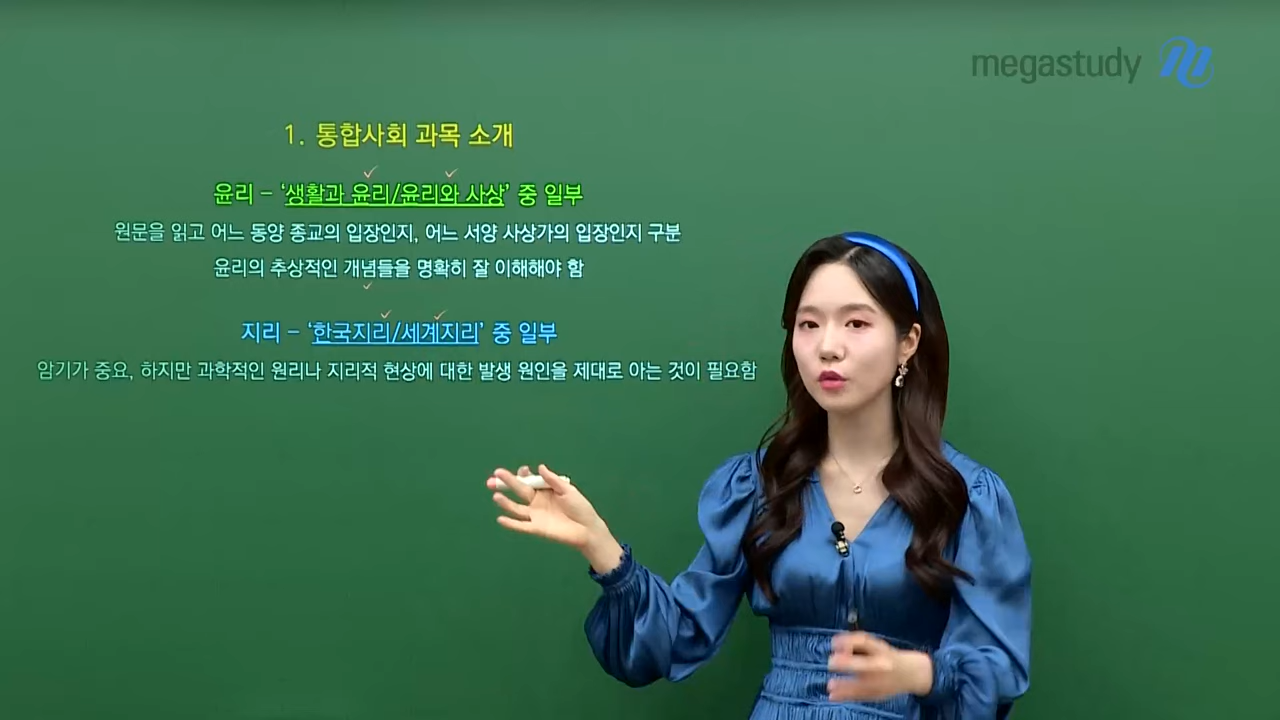 megastudy
1. 통합사회 과목 소개
윤리 - '생활과 윤리/윤리와 사상' 중 일부
원문을 읽고 어느 동양 종교의 입장인지, 어느 서양 사상가의 입장인지 구분
윤리의 추상적인 개념들을 명확히 잘 이해해야 함
지리 - '한국지리/세계지리' 중 일부
암기가 중요, 하지만 과학적인 원리나 지리적 현상에 대한 발생 원인을 제대로 아는 것이 필요함